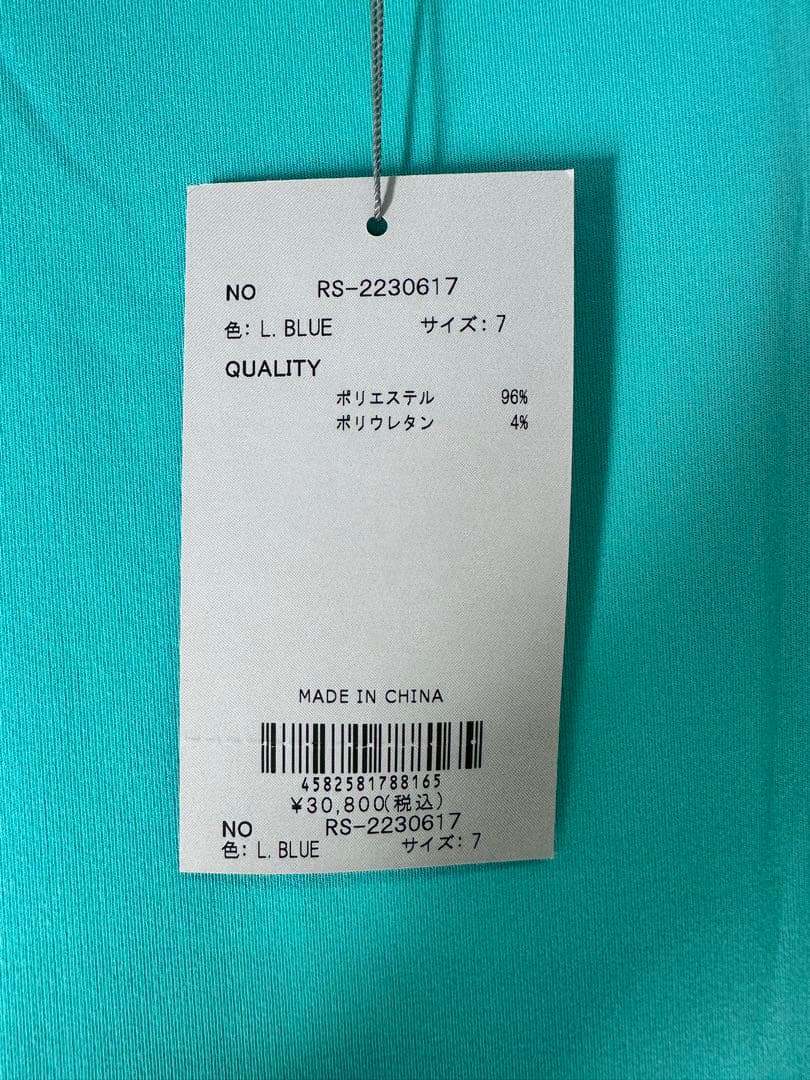 NO RS-2230617
色: L. BLUE サイズ: 7
QUALITY
ポリエステル 96%
ポリウレタン 4%
MADE IN CHINA
4582581788165
¥30,800(税込)
NO RS-2230617
色: L. BLUE サイズ: 7